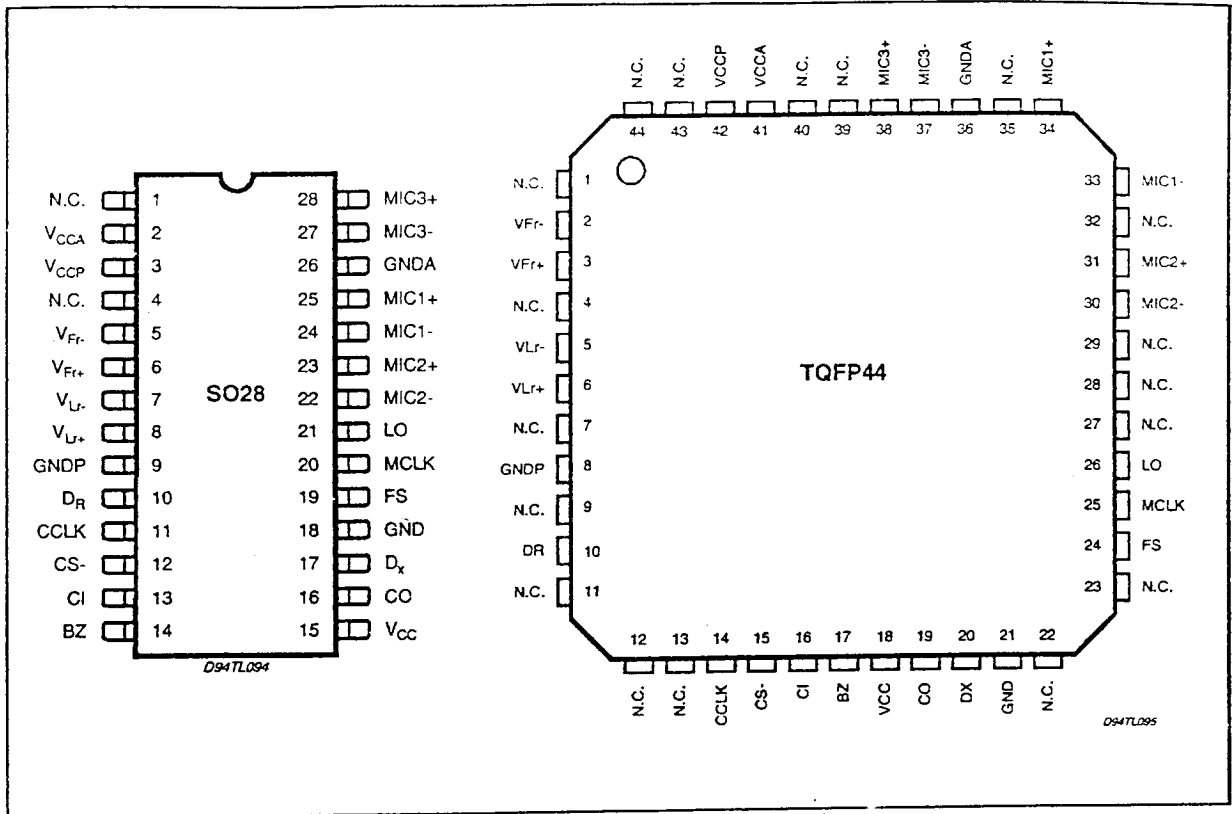 N.C. 1 28 MIC3+
VCCA 2 27 MIC3-
VCCP 3 26 GNDA
N.C. 4 25 MIC1+
VFr- 5 24 MIC1-
VFr+ 6 23 MIC2+
VLr- 7 22 MIC2-
VLr+ 8 21 LO
GNDP 9 20 MCLK
DR 10 19 FS
CCLK 11 18 GND
CS- 12 17 Dx
CI 13 16 CO
BZ 14 15 VCC
SO28
D94TL094
N.C. N.C. VCCP VCCA N.C. N.C. MIC3+ MIC3- GNDA N.C. MIC1+
44 43 42 41 40 39 38 37 36 35 34
N.C. 1 33 MIC1-
VFr- 2 32 N.C.
VFr+ 3 31 MIC2+
N.C. 4 30 MIC2-
VLr- 5 29 N.C.
VLr+ 6 28 N.C.
N.C. 7 27 N.C.
GNDP 8 26 LO
N.C. 9 25 MCLK
DR 10 24 FS
N.C. 11 23 N.C.
TQFP44
12 13 14 15 16 17 18 19 20 21 22
N.C. N.C. CCLK CS- CI BZ VCC CO DX GND N.C.
D94TL095